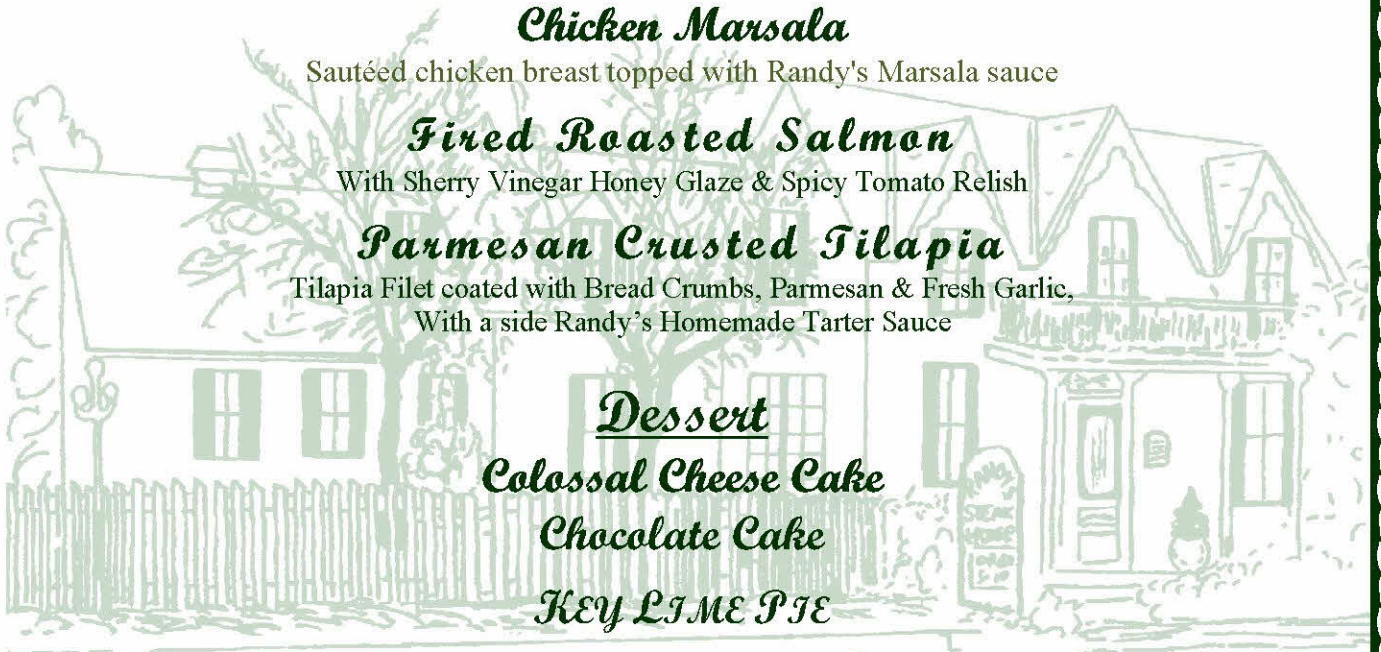 Chicken Marsala
Sautéed chicken breast topped with Randy's Marsala sauce
Fired Roasted Salmon
With Sherry Vinegar Honey Glaze & Spicy Tomato Relish
Parmesan Crusted Tilapia
Tilapia Filet coated with Bread Crumbs, Parmesan & Fresh Garlic,
With a side Randy’s Homemade Tarter Sauce
Dessert
Colossal Cheese Cake
Chocolate Cake
KEY LIME PIE